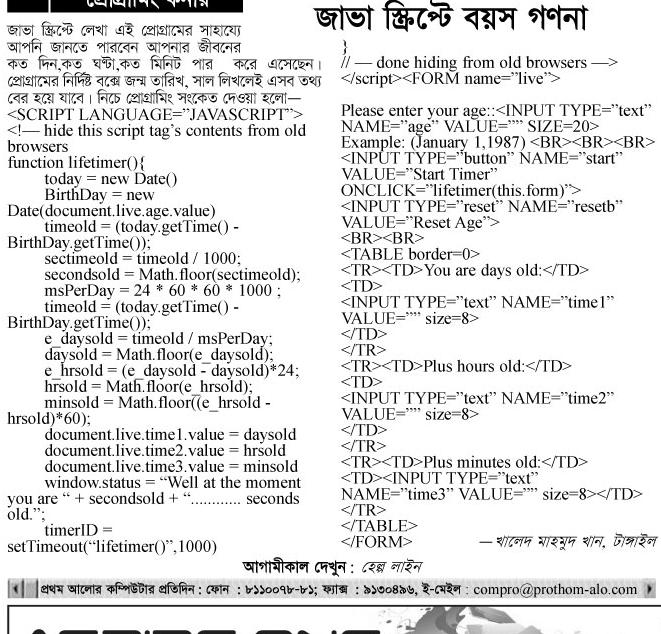 প্রোগ্রামিং কর্নার
জাভা স্ক্রিপ্টে বয়স গণনা
জাভা স্ক্রিপ্টে লেখা এই প্রোগ্রামের সাহায্যে
আপনি জানতে পারবেন আপনার জীবনের
কত দিন,কত ঘণ্টা,কত মিনিট পার করে এসেছেন।
প্রোগ্রামের নির্দিষ্ট বক্সে জন্ম তারিখ, সাল লিখলেই এসব তথ্য
বের হয়ে যাবে। নিচে প্রোগ্রামিং সংকেত দেওয়া হলো—
<SCRIPT LANGUAGE=”JAVASCRIPT”>
<!— hide this script tag’s contents from old
browsers
function lifetimer(){
today = new Date()
BirthDay = new
Date(document.live.age.value)
timeold = (today.getTime() -
BirthDay.getTime());
sectimeold = timeold / 1000;
secondsold = Math.floor(sectimeold);
msPerDay = 24 * 60 * 60 * 1000 ;
timeold = (today.getTime() -
BirthDay.getTime());
e_daysold = timeold / msPerDay;
daysold = Math.floor(e_daysold);
e_hrsold = (e_daysold - daysold)*24;
hrsold = Math.floor(e_hrsold);
minsold = Math.floor((e_hrsold -
hrsold)*60);
document.live.time1.value = daysold
document.live.time2.value = hrsold
document.live.time3.value = minsold
window.status = “Well at the moment
you are “ + secondsold + “............ seconds
old.”;
timerID =
setTimeout(“lifetimer()”,1000)
}
// — done hiding from old browsers —>
</script><FORM name=”live”>
Please enter your age::<INPUT TYPE=”text”
NAME=”age” VALUE=”” SIZE=20>
Example: (January 1,1987) <BR><BR><BR>
<INPUT TYPE=”button” NAME=”start”
VALUE=”Start Timer”
ONCLICK=”lifetimer(this.form)”>
<INPUT TYPE=”reset” NAME=”resetb”
VALUE=”Reset Age”>
<BR><BR>
<TABLE border=0>
<TR><TD>You are days old:</TD>
<TD>
<INPUT TYPE=”text” NAME=”time1”
VALUE=”” size=8>
</TD>
</TR>
<TR><TD>Plus hours old:</TD>
<TD>
<INPUT TYPE=”text” NAME=”time2”
VALUE=”” size=8>
</TD>
</TR>
<TR><TD>Plus minutes old:</TD>
<TD><INPUT TYPE=”text”
NAME=”time3” VALUE=”” size=8></TD>
</TR>
</TABLE>
</FORM>
—খালেদ মাহমুদ খান, টাঙ্গাইল
আগামীকাল দেখুন : হেল্প লাইন
প্রথম আলোর কম্পিউটার প্রতিদিন : ফোন : ৮১১০০৭৮-৮১; ফ্যাক্স : ৯১৩০৪৯৬, ই-মেইল : compro@prothom-alo.com